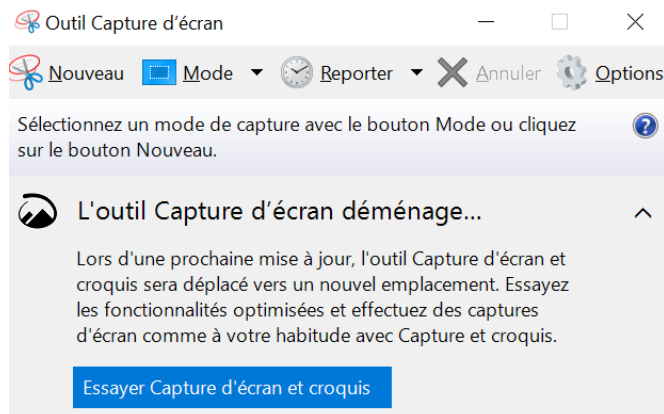 Outil Capture d’écran
Nouveau Mode Reporter Annuler Options
Sélectionnez un mode de capture avec le bouton Mode ou cliquez
sur le bouton Nouveau.
L'outil Capture d’écran déménage...
Lors d'une prochaine mise à jour, l'outil Capture d'écran et
croquis sera déplacé vers un nouvel emplacement. Essayez
les fonctionnalités optimisées et effectuez des captures
d'écran comme à votre habitude avec Capture et croquis.
Essayer Capture d'écran et croquis